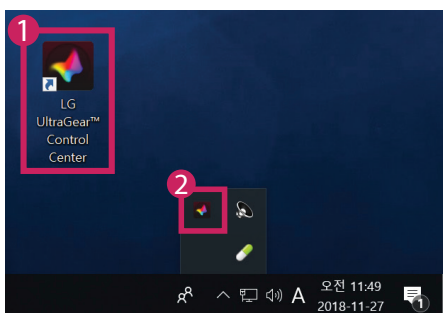 1
LG
UltraGear™
Control
Center
2
A
오전 11:49
2018-11-27
1